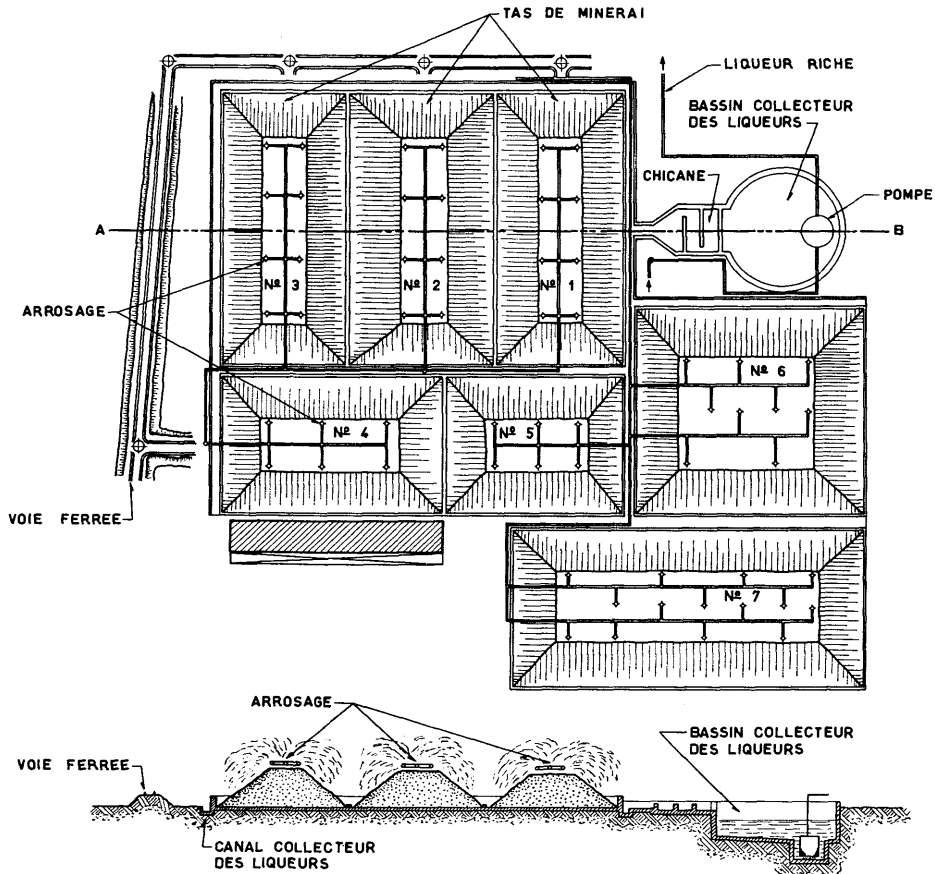 TAS DE MINERAI
LIQUEUR RICHE
BASSIN COLLECTEUR
DES LIQUEURS
CHICANE
POMPE
A
B
ARROSAGE
Nº 3
Nº 2
Nº 1
Nº 6
Nº 4
Nº 5
VOIE FERREE
Nº 7
ARROSAGE
BASSIN COLLECTEUR
DES LIQUEURS
VOIE FERREE
CANAL COLLECTEUR
DES LIQUEURS